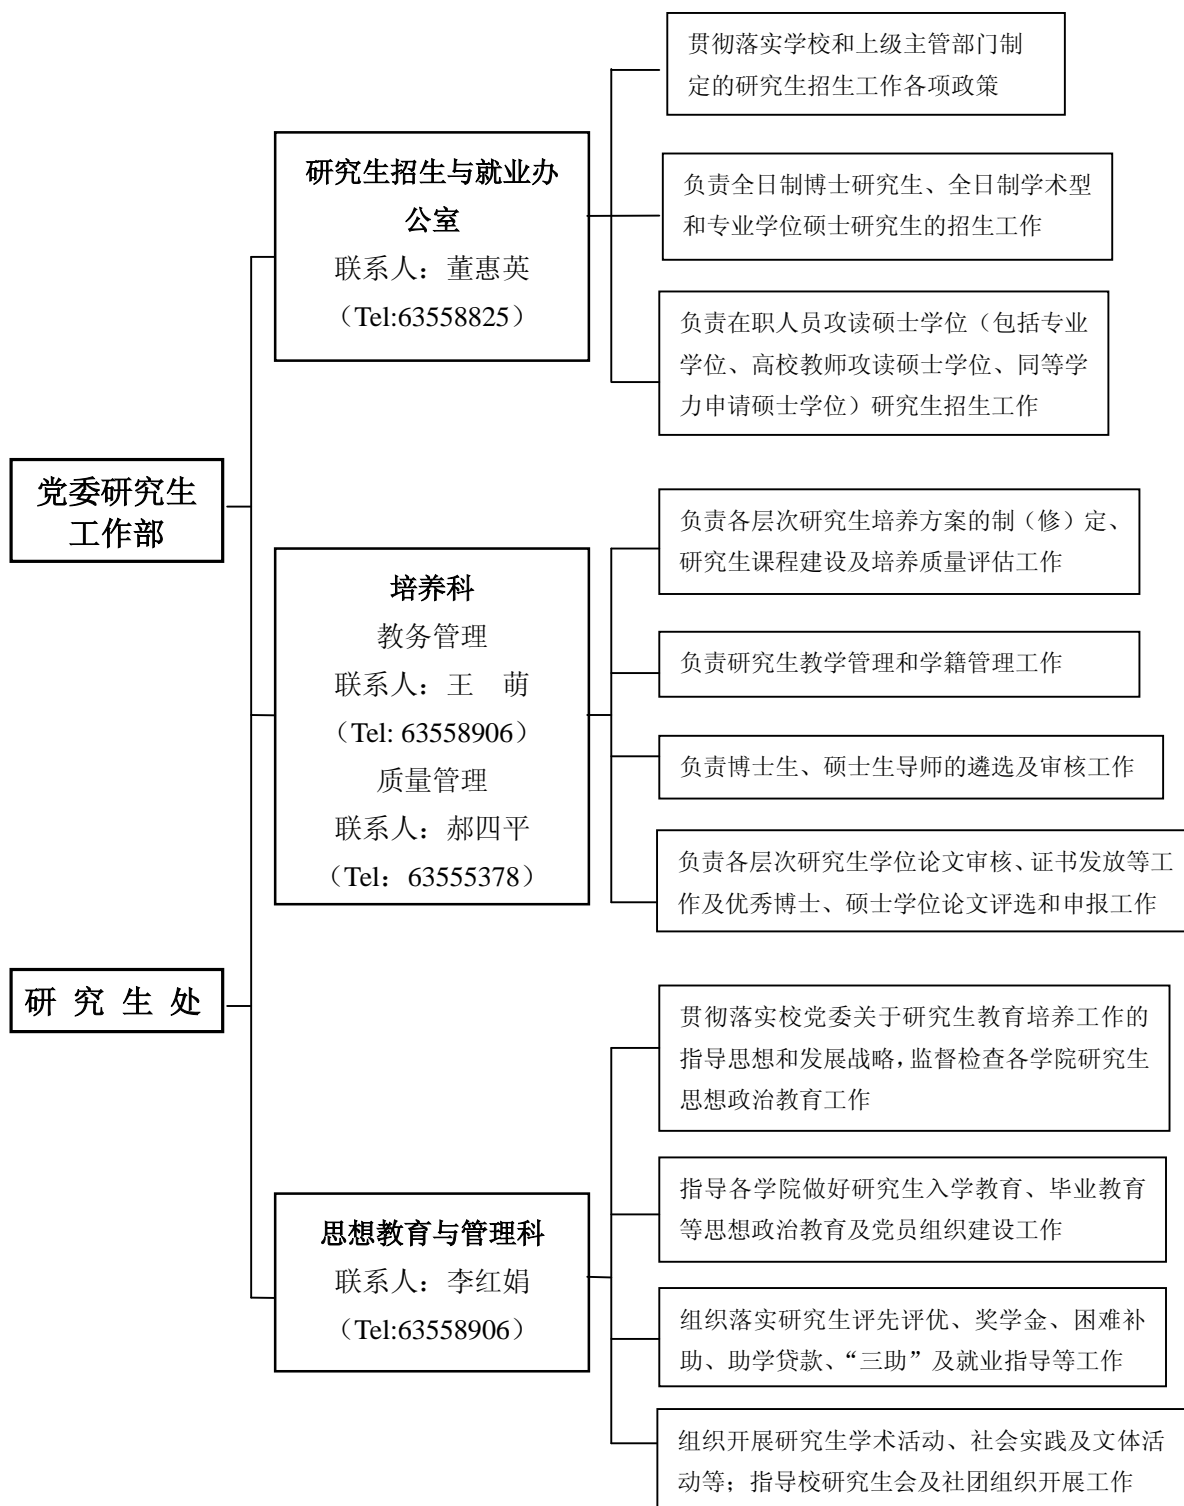 贯彻落实学校和上级主管部门制
定的研究生招生工作各项政策
研究生招生与就业办
公室
联系人：董惠英
（Tel:63558825）
负责全日制博士研究生、全日制学术型
和专业学位硕士研究生的招生工作
负责在职人员攻读硕士学位（包括专业
学位、高校教师攻读硕士学位、同等学
力申请硕士学位）研究生招生工作
党委研究生
工作部
培养科
教务管理
联系人：王　萌
（Tel: 63558906）
质量管理
联系人：郝四平
（Tel：63555378）
负责各层次研究生培养方案的制（修）定、
研究生课程建设及培养质量评估工作
负责研究生教学管理和学籍管理工作
负责博士生、硕士生导师的遴选及审核工作
负责各层次研究生学位论文审核、证书发放等工
作及优秀博士、硕士学位论文评选和申报工作
研 究 生 处
思想教育与管理科
联系人：李红娟
（Tel:63558906）
贯彻落实校党委关于研究生教育培养工作的
指导思想和发展战略，监督检查各学院研究生
思想政治教育工作
指导各学院做好研究生入学教育、毕业教育
等思想政治教育及党员组织建设工作
组织落实研究生评先评优、奖学金、困难补
助、助学贷款、“三助”及就业指导等工作
组织开展研究生学术活动、社会实践及文体活
动等；指导校研究生会及社团组织开展工作